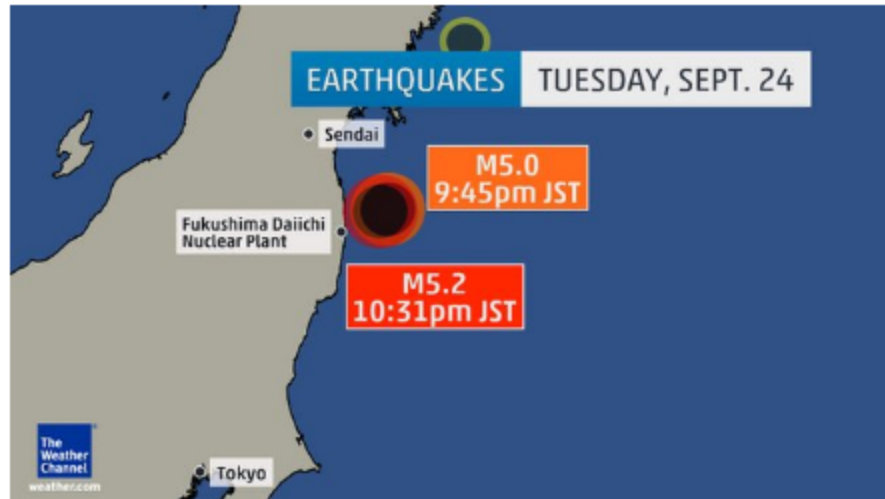 EARTHQUAKES TUESDAY, SEPT. 24
Sendai
M5.0
9:45pm JST
Fukushima Daiichi
Nuclear Plant
M5.2
10:31pm JST
The
Weather
Channel
weather.com
Tokyo